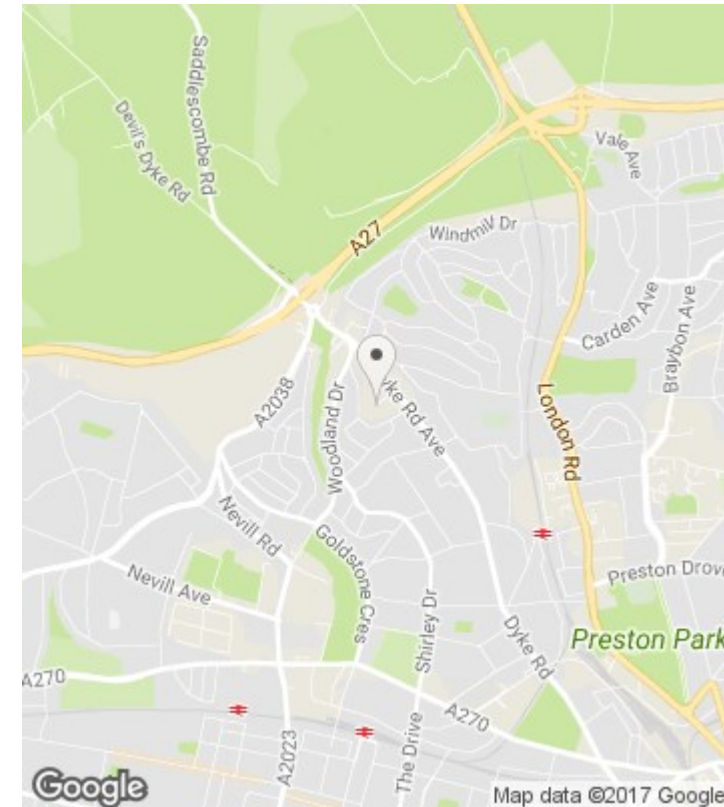 Saddlescombe Rd
Devil's Dyke Rd
Vale Ave
A27
Windmill Dr
Carden Ave
Braybon Ave
A2038
Woodland Dr
Dyke Rd Ave
London Rd
Nevill Rd
Goldstone Cres
Nevill Ave
Shirley Dr
Preston Drove
Dyke Rd
Preston Park
A270
A270
The Drive
A2023
Google
Map data ©2017 Google